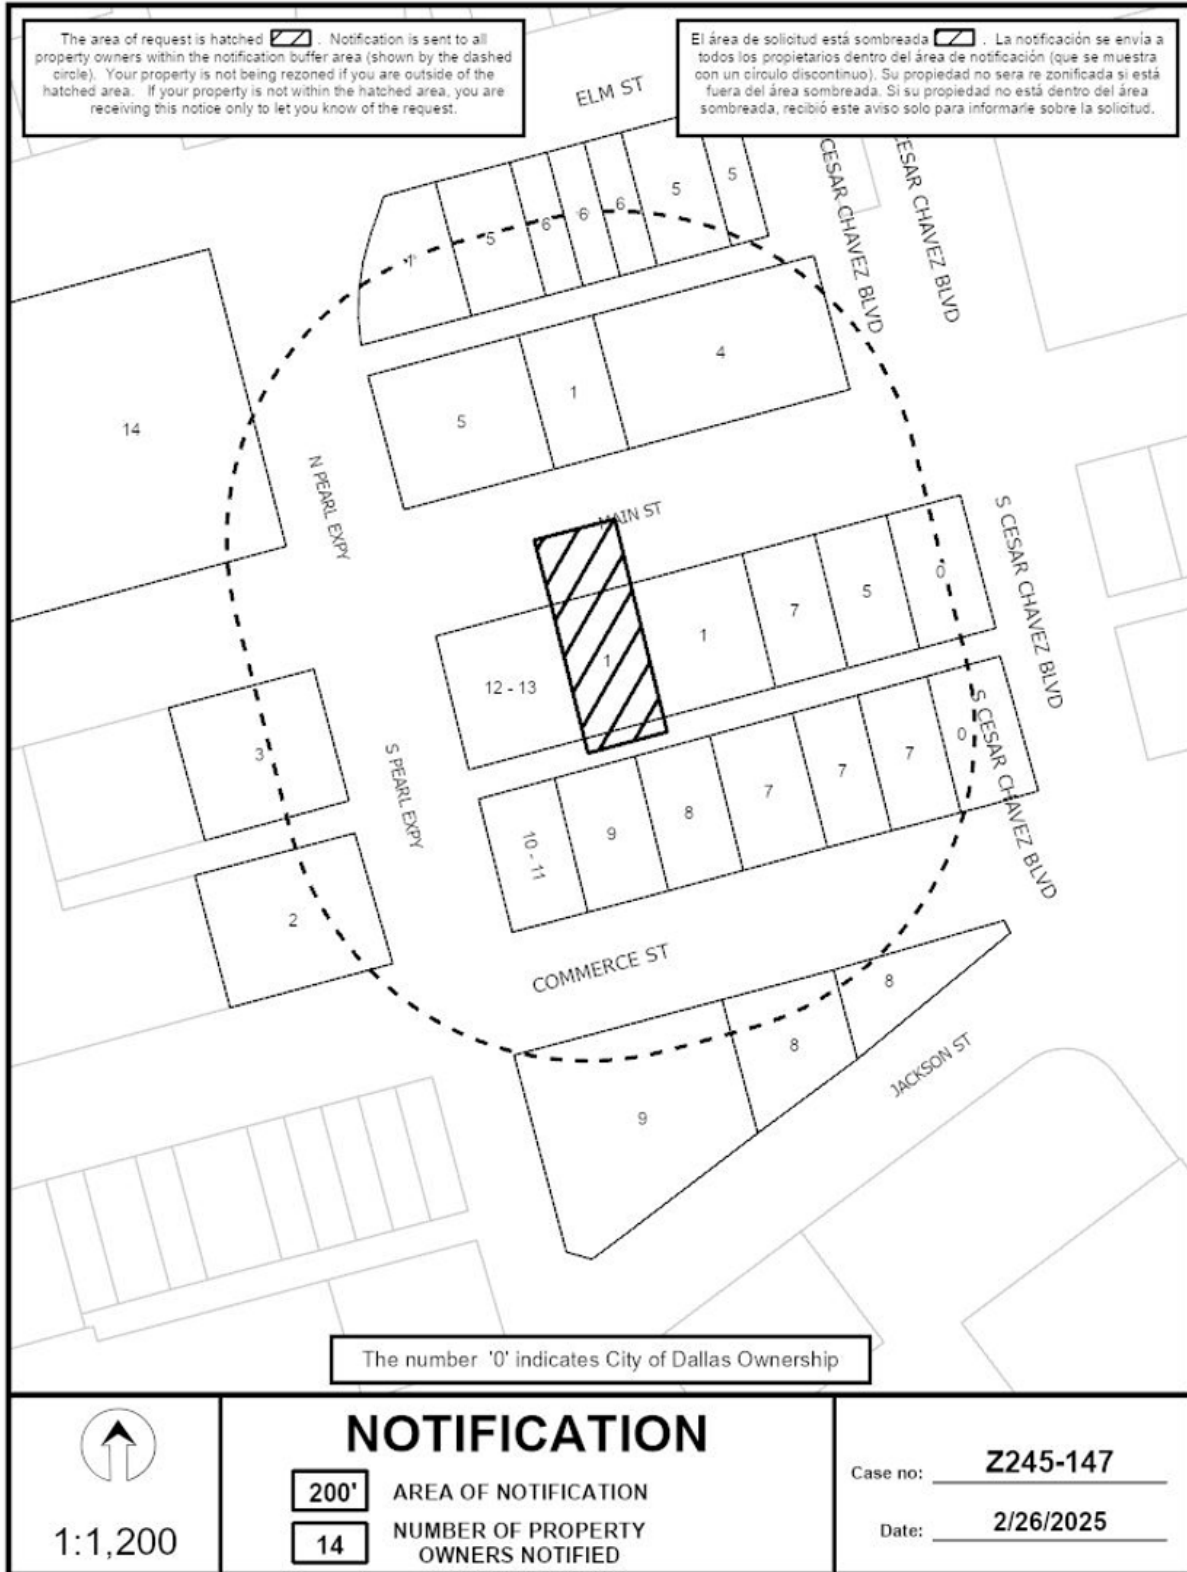 The area of request is hatched . Notification is sent to all
property owners within the notification buffer area (shown by the dashed
circle). Your property is not being rezoned if you are outside of the
hatched area. If your property is not within the hatched area, you are
receiving this notice only to let you know of the request.
El área de solicitud está sombreada . La notificación se envía a
todos los propietarios dentro del área de notificación (que se muestra
con un círculo discontinuo). Su propiedad no sera re zonificada si está
fuera del área sombreada. Si su propiedad no está dentro del área
sombreada, recibió este aviso solo para informarle sobre la solicitud.
ELM ST
CESAR CHAVEZ BLVD
CESAR CHAVEZ BLVD
5
6
6
6
5
5
14
5
1
4
N PEARL EXPY
MAIN ST
S CESAR CHAVEZ BLVD
12 - 13
1
1
7
5
0
3
S PEARL EXPY
S CESAR CHAVEZ BLVD
10 - 11
9
8
7
7
7
0
2
COMMERCE ST
9
8
8
JACKSON ST
The number '0' indicates City of Dallas Ownership
1:1,200
NOTIFICATION
200' AREA OF NOTIFICATION
14 NUMBER OF PROPERTY
OWNERS NOTIFIED
Case no: Z245-147
Date: 2/26/2025